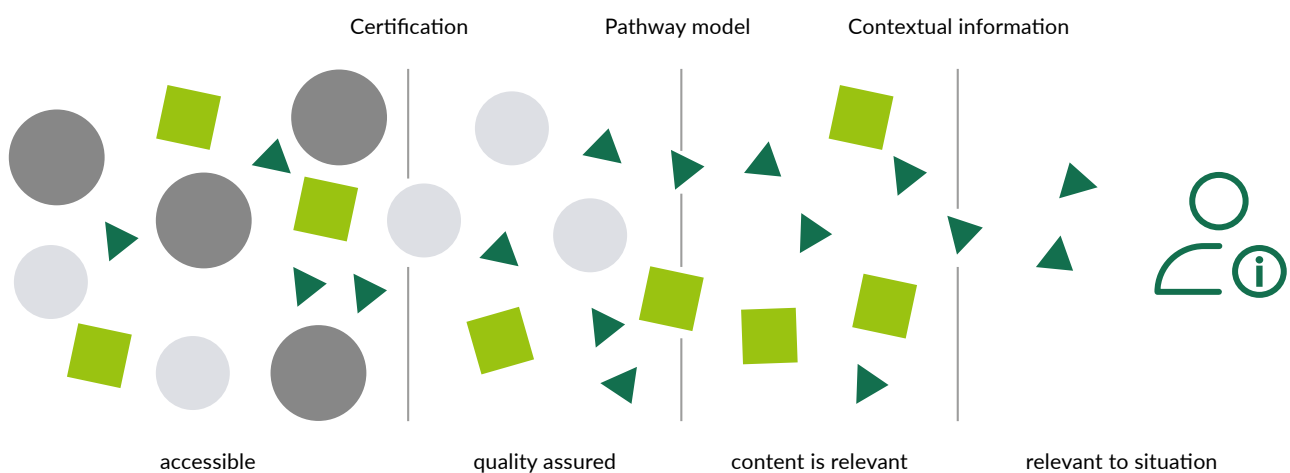 Certification
Pathway model
Contextual information
i
accessible
quality assured
content is relevant
relevant to situation